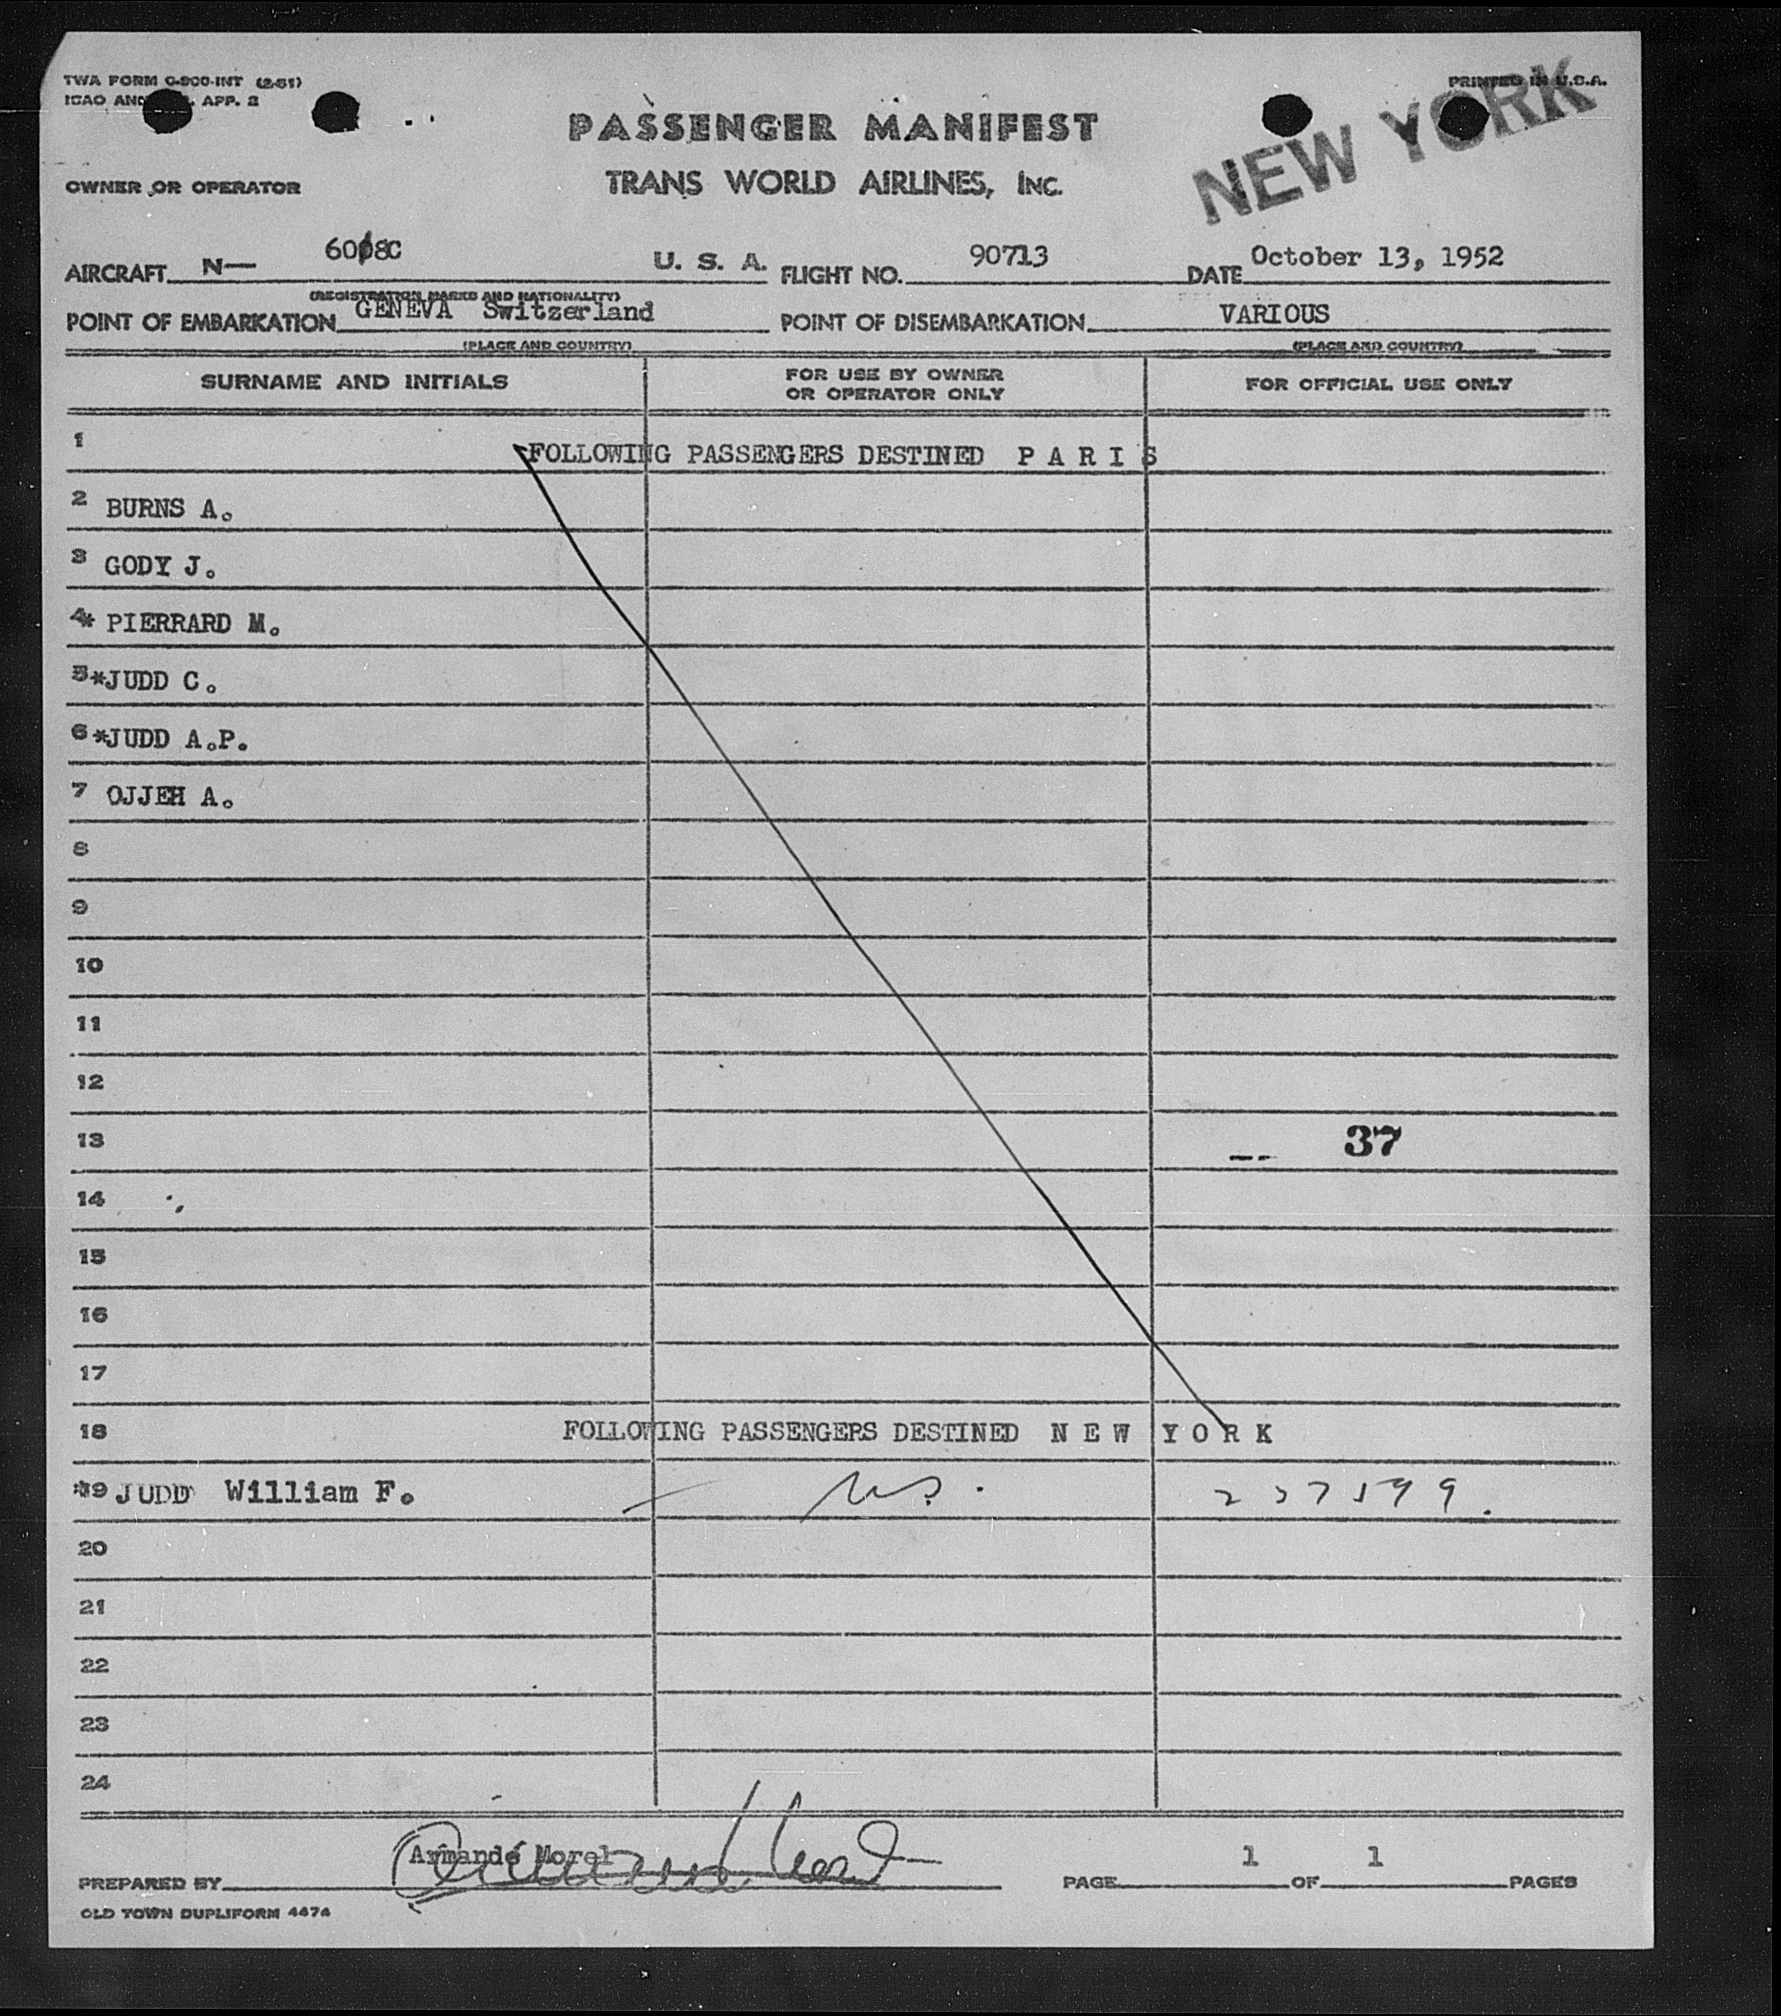 TWA FORM C-900-INT (2-51)
PRINTED IN U.S.A.
ICAO APP. 2
NEW YORK
PASSENGER MANIFEST
OWNER OR OPERATOR
TRANS WORLD AIRLINES, INC.
AIRCRAFT N— U. S. A. FLIGHT NO. 90713 DATE October 13, 1952
(REGISTRATION MARKS AND NATIONALITY)
POINT OF EMBARKATION GENEVA Switzerland POINT OF DISEMBARKATION VARIOUS
(PLACE AND COUNTRY) (PLACE AND COUNTRY)
SURNAME AND INITIALS FOR USE BY OWNER OR OPERATOR ONLY FOR OFFICIAL USE ONLY
1 FOLLOWING PASSENGERS DESTINED P A R I S
2 BURNS A.
3 GODY J.
4* PIERRARD M.
5*JUDD C.
6*JUDD A.P.
7 OJJEH A.
8
9
10
11
12
13 37
14
15
16
17
18 FOLLOWING PASSENGERS DESTINED N E W Y O R K
*19 JUDD William F.
20
21
22
23
24
PREPARED BY Armande Morel PAGE 1 OF 1 PAGES
OLD TOWN DUPLIFORM 4474